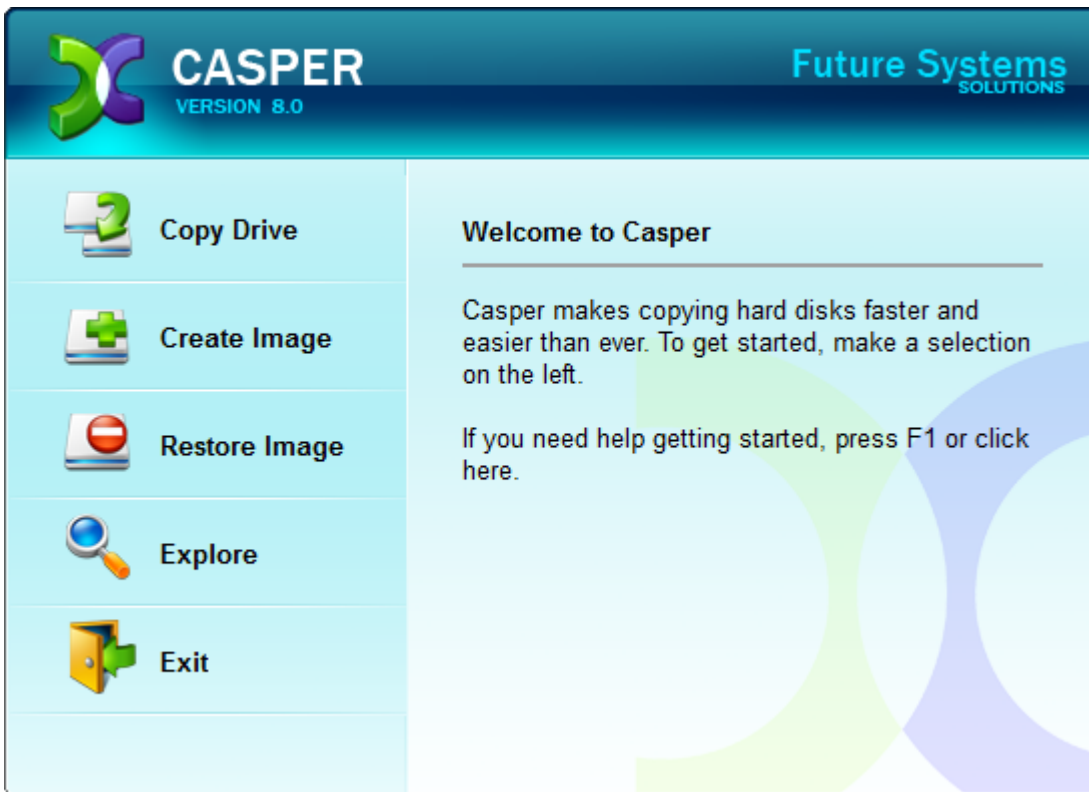 CASPER
VERSION 8.0
Future Systems
SOLUTIONS
Copy Drive
Create Image
Restore Image
Explore
Exit
Welcome to Casper
Casper makes copying hard disks faster and
easier than ever. To get started, make a selection
on the left.
If you need help getting started, press F1 or click
here.